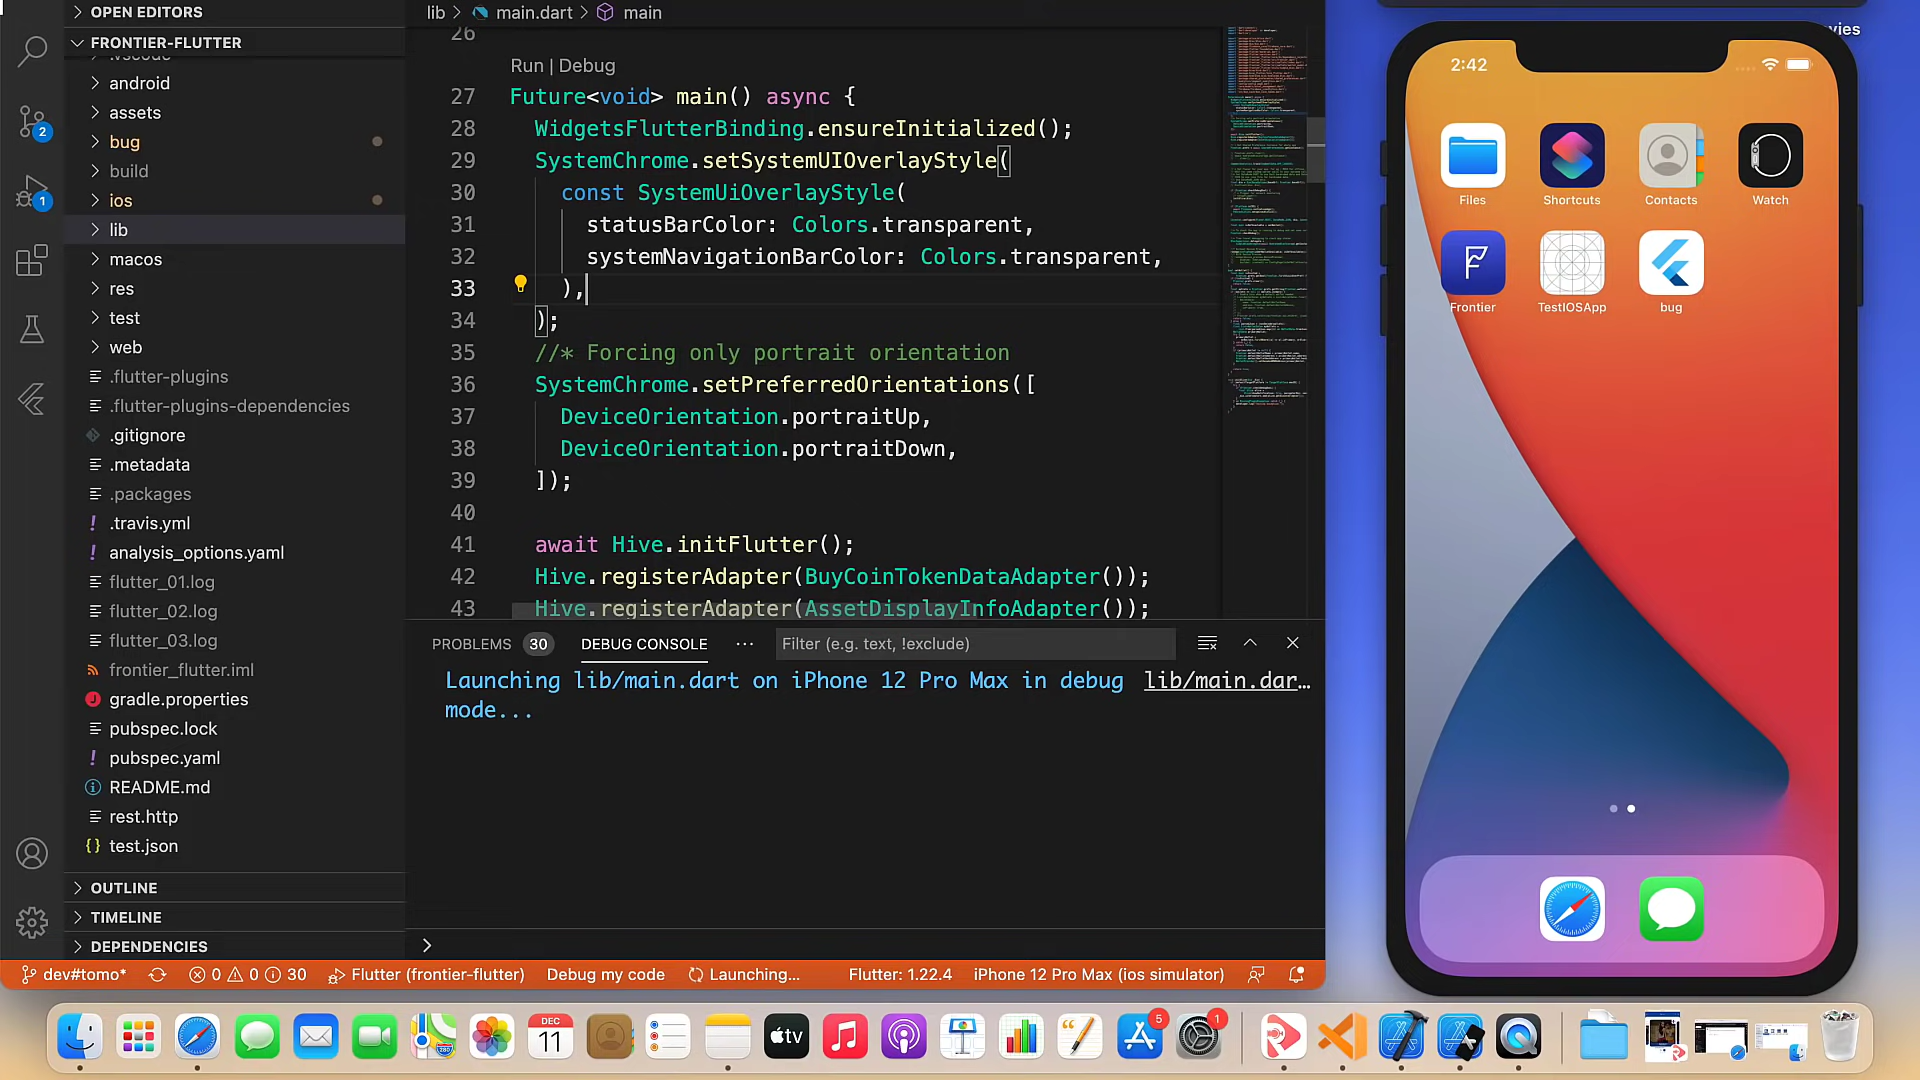 OPEN EDITORS
FRONTIER-FLUTTER
.vscode
android
assets
bug
build
ios
lib
macos
res
test
web
.flutter-plugins
.flutter-plugins-dependencies
.gitignore
.metadata
.packages
.travis.yml
analysis_options.yaml
flutter_01.log
flutter_02.log
flutter_03.log
frontier_flutter.iml
gradle.properties
pubspec.lock
pubspec.yaml
README.md
rest.http
test.json
OUTLINE
TIMELINE
DEPENDENCIES
2
1
lib > main.dart > main
26
Run | Debug
27 Future<void> main() async {
28 WidgetsFlutterBinding.ensureInitialized();
29 SystemChrome.setSystemUIOverlayStyle(
30 const SystemUiOverlayStyle(
31 statusBarColor: Colors.transparent,
32 systemNavigationBarColor: Colors.transparent,
33 ),
34 );
35 //* Forcing only portrait orientation
36 SystemChrome.setPreferredOrientations([
37 DeviceOrientation.portraitUp,
38 DeviceOrientation.portraitDown,
39 ]);
40
41 await Hive.initFlutter();
42 Hive.registerAdapter(BuyCoinTokenDataAdapter());
43 Hive.registerAdapter(AssetDisplayInfoAdapter());
PROBLEMS 30 DEBUG CONSOLE ... Filter (e.g. text, !exclude)
Launching lib/main.dart on iPhone 12 Pro Max in debug lib/main.dar…
mode...
dev#tomo* 0 0 30 Flutter (frontier-flutter) Debug my code Launching... Flutter: 1.22.4 iPhone 12 Pro Max (ios simulator)
vies
2:42
Files Shortcuts Contacts Watch
Frontier TestIOSApp bug
DEC
11
tv
5
1